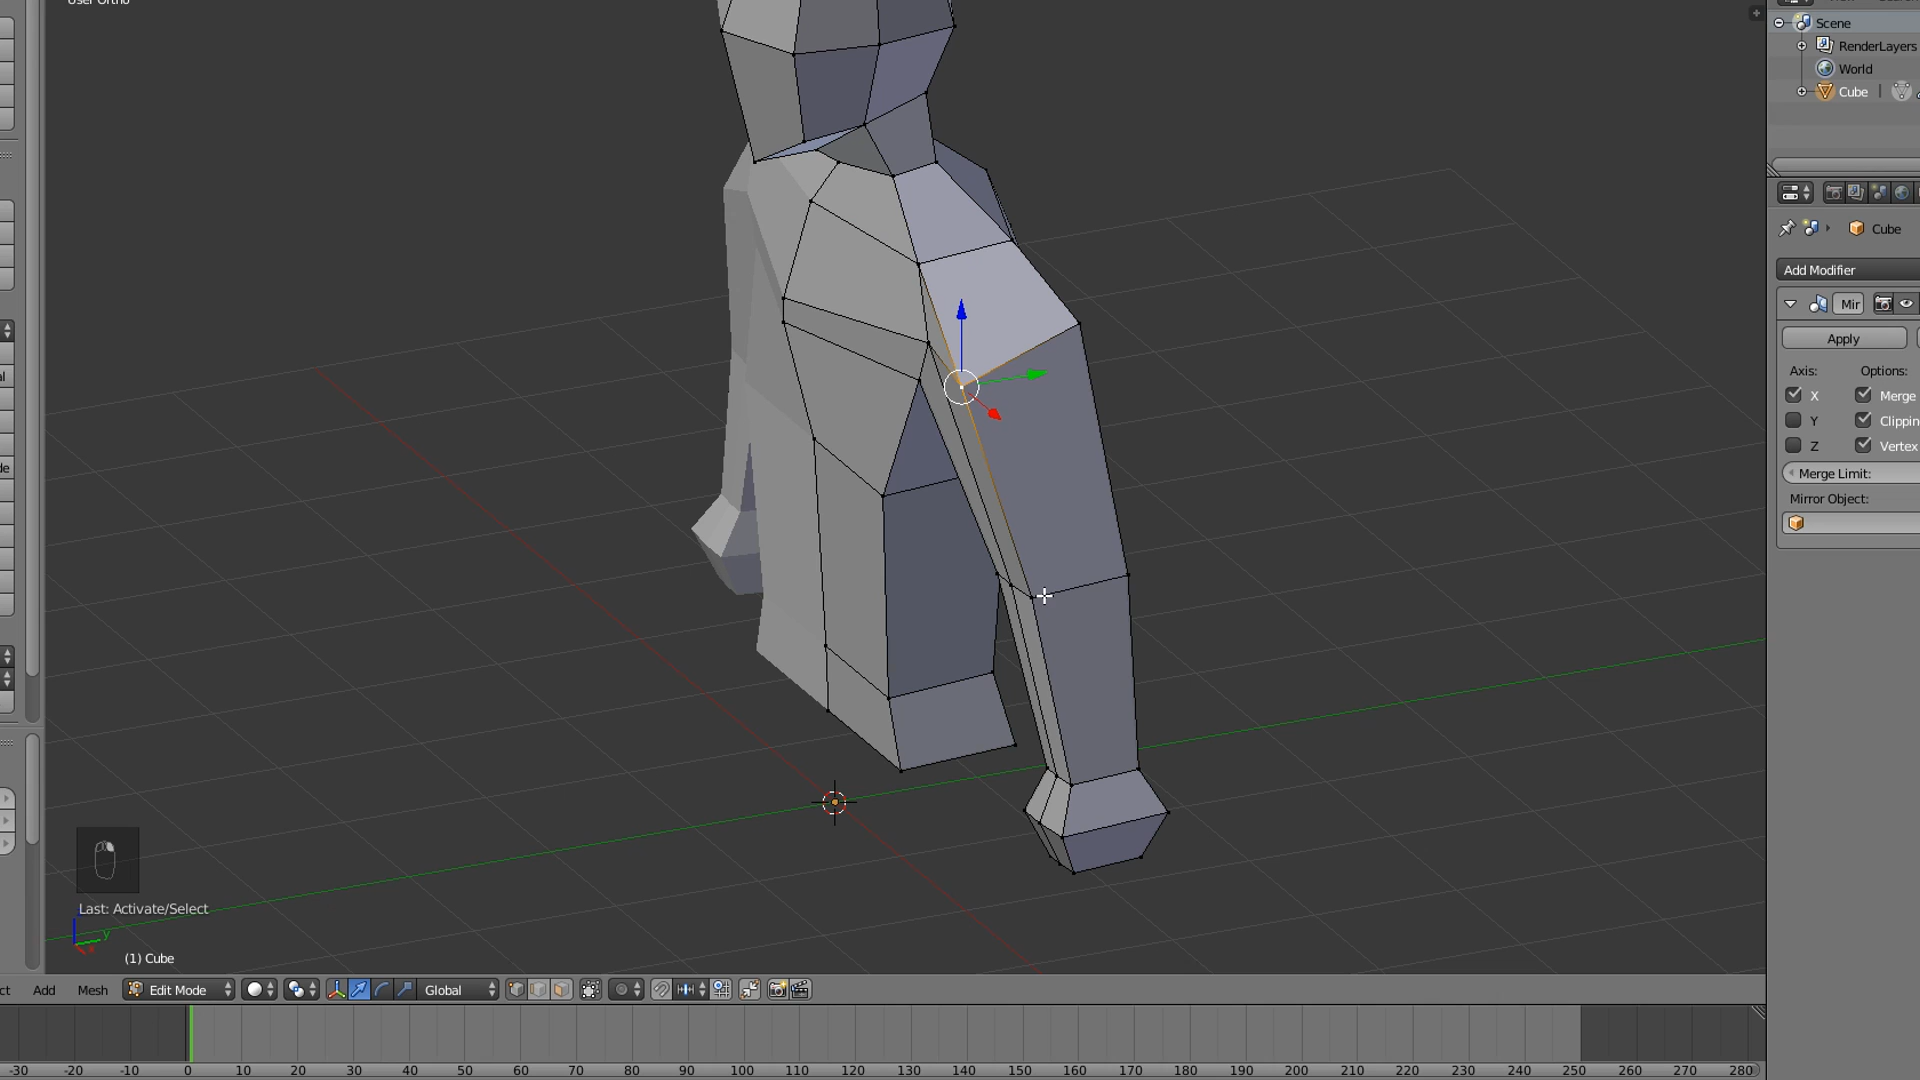 User Ortho
Scene
RenderLayers
World
Cube |
Cube
Add Modifier
Mir
Apply
Axis: Options:
X Merge
Y Clippin
Z Vertex
Merge Limit:
Mirror Object:
al
de
Last: Activate/Select
y
(1) Cube
ct Add Mesh Edit Mode Global
-30 -20 -10 0 10 20 30 40 50 60 70 80 90 100 110 120 130 140 150 160 170 180 190 200 210 220 230 240 250 260 270 280